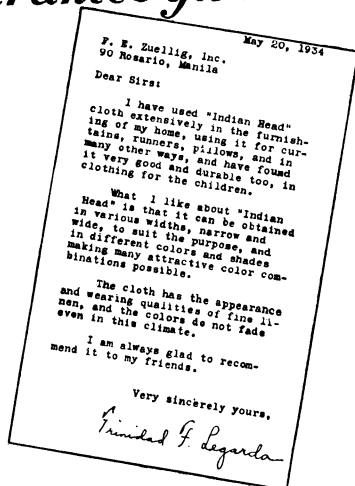 May 20, 1934
F. E. Zuellig, Inc.
90 Rosario, Manila
Dear Sirs:
I have used "Indian Head"
cloth extensively in the furnish-
ing of my home, using it for cur-
tains, runners, pillows, and in
many other ways, and have found
it very good and durable too, in
clothing for the children.
What I like about "Indian
Head" is that it can be obtained
in various widths, narrow and
wide, to suit the purpose, and
in different colors and shades
making many attractive color com-
binations possible.
The cloth has the appearance
and wearing qualities of fine li-
nen, and the colors do not fade
even in this climate.
I am always glad to recom-
mend it to my friends.
Very sincerely yours,
Trinidad F. Legarda